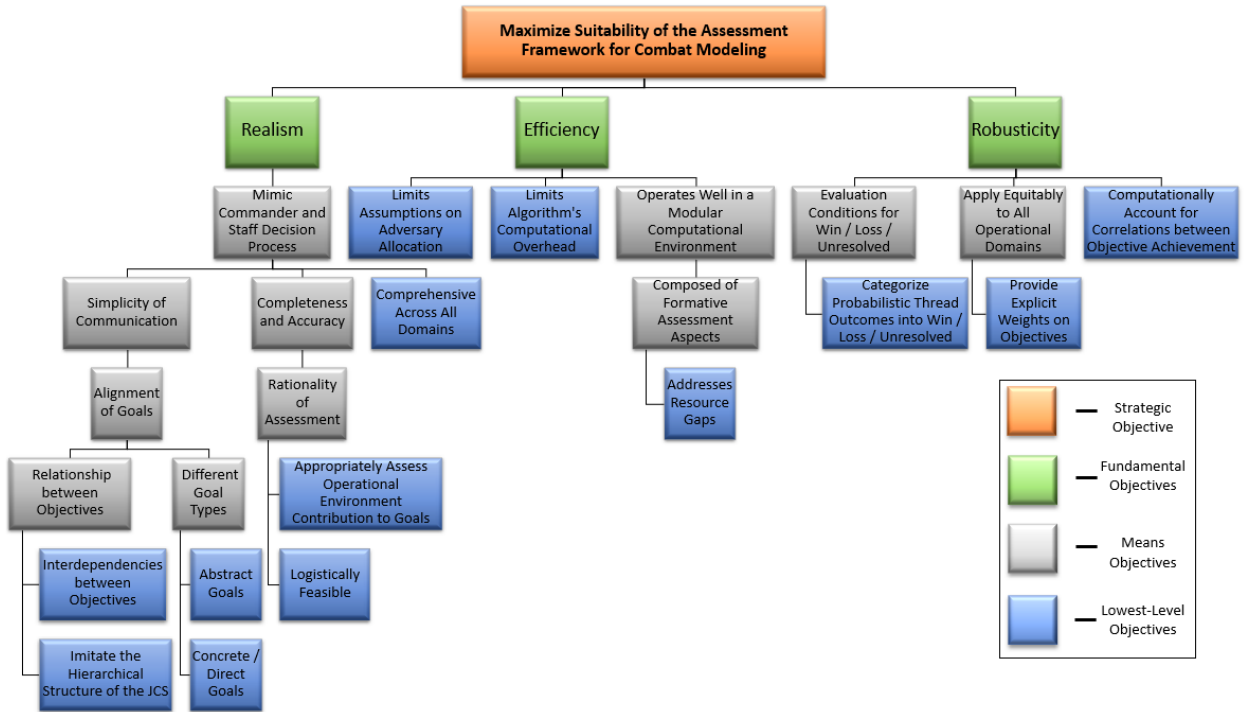 Maximize Suitability of the Assessment
Framework for Combat Modeling
Realism
Efficiency
Robusticity
Mimic
Commander and
Staff Decision
Process
Limits
Assumptions on
Adversary
Allocation
Limits
Algorithm's
Computational
Overhead
Operates Well in a
Modular
Computational
Environment
Evaluation
Conditions for
Win / Loss /
Unresolved
Apply Equitably
to All
Operational
Domains
Computationally
Account for
Correlations between
Objective Achievement
Simplicity of
Communication
Completeness
and Accuracy
Comprehensive
Across All
Domains
Composed of
Formative
Assessment
Aspects
Categorize
Probabilistic Thread
Outcomes into Win /
Loss / Unresolved
Provide
Explicit
Weights on
Objectives
Alignment
of Goals
Rationality
of
Assessment
Addresses
Resource
Gaps
Relationship
between
Objectives
Different
Goal
Types
Appropriately Assess
Operational
Environment
Contribution to Goals
Interdependencies
between
Objectives
Abstract
Goals
Logistically
Feasible
Imitate the
Hierarchical
Structure of the JCS
Concrete /
Direct
Goals
Strategic
Objective
Fundamental
Objectives
Means
Objectives
Lowest-Level
Objectives